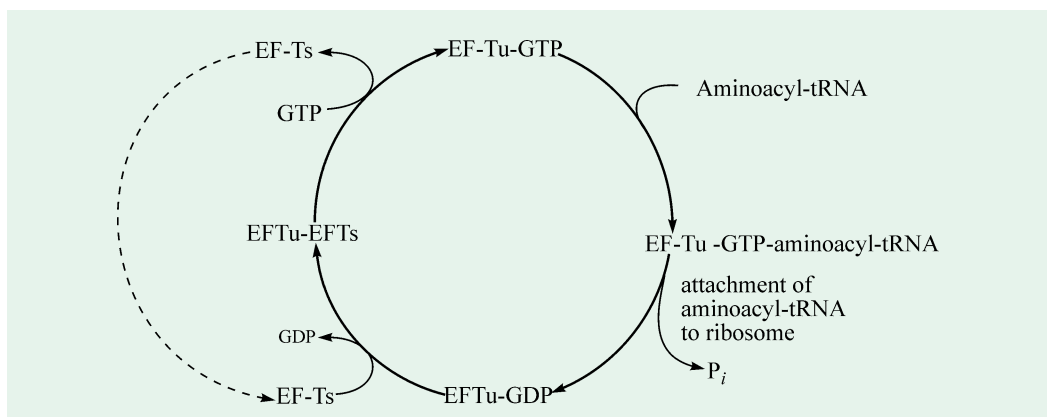 EF-Ts
EF-Tu-GTP
GTP
Aminoacyl-tRNA
EFTu-EFTs
EF-Tu -GTP-aminoacyl-tRNA
attachment of
aminoacyl-tRNA
to ribosome
GDP
Pi
EF-Ts
EFTu-GDP